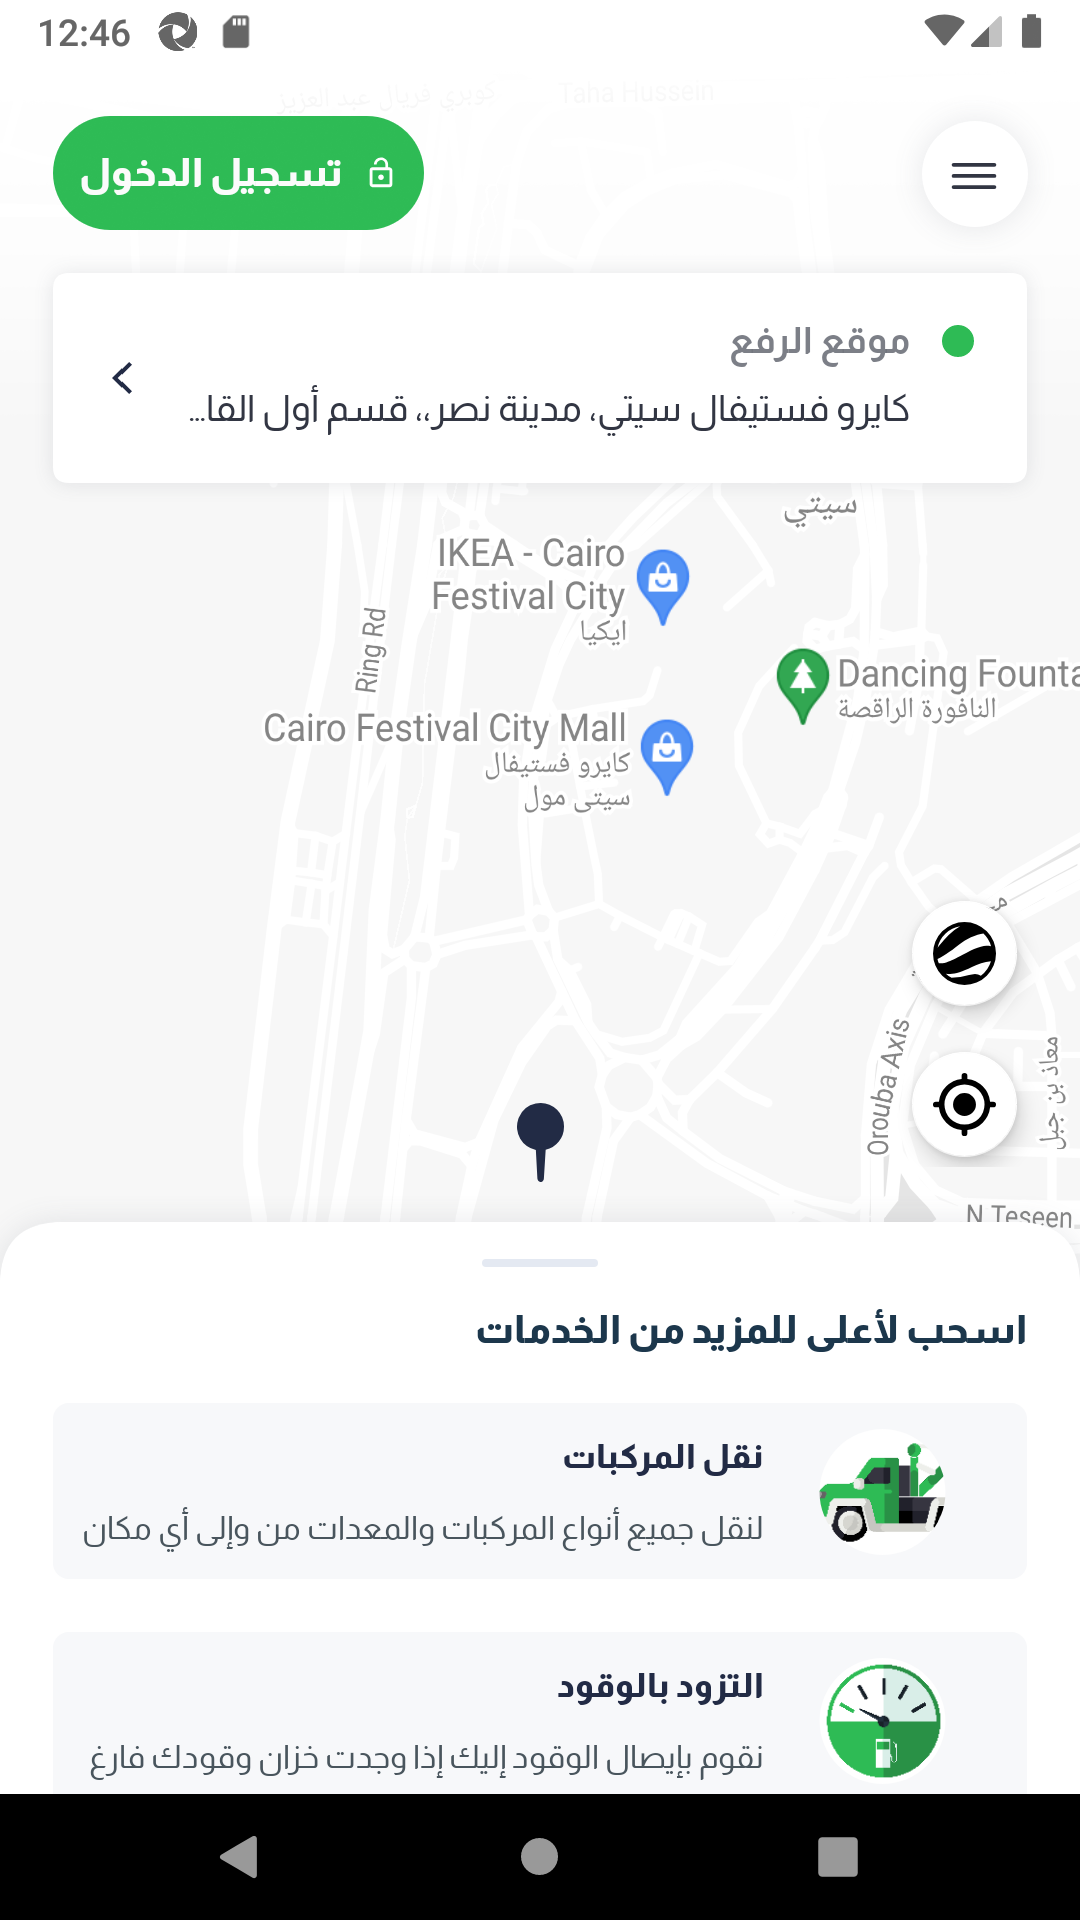 12:46
كوبري فريال عبد العزيز
Taha Hussein
تسجيل الدخول
موقع الرفع
كايرو فستيفال سيتي، مدينة نصر،، قسم أول القا...
سيتي
IKEA - Cairo
Festival City
ايكيا
Ring Rd
Dancing Founta
النافورة الراقصة
Cairo Festival City Mall
كايرو فستيفال
سيتى مول
Orouba Axis
معاذ بن جبل
N Teseen
اسحب لأعلى للمزيد من الخدمات
نقل المركبات
لنقل جميع أنواع المركبات والمعدات من وإلى أي مكان
التزود بالوقود
نقوم بإيصال الوقود إليك إذا وجدت خزان وقودك فارغ